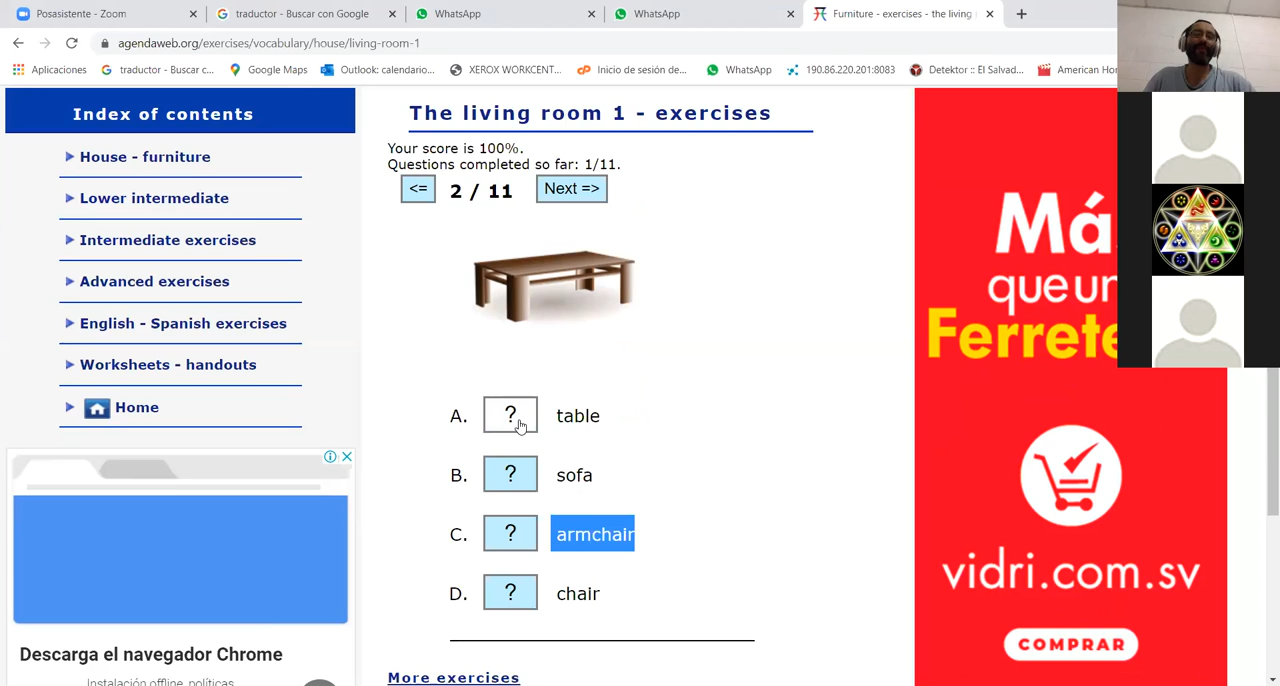 Posasistente - Zoom
traductor - Buscar con Google
WhatsApp
WhatsApp
Furniture - exercises - the living
agendaweb.org/exercises/vocabulary/house/living-room-1
Aplicaciones
traductor - Buscar c...
Google Maps
Outlook: calendario...
XEROX WORKCENT...
Inicio de sesión de...
WhatsApp
190.86.220.201:8083
Detektor :: El Salvad...
American Hor
Index of contents
House - furniture
Lower intermediate
Intermediate exercises
Advanced exercises
English - Spanish exercises
Worksheets - handouts
Home
Descarga el navegador Chrome
Instalación offline, políticas
The living room 1 - exercises
Your score is 100%.
Questions completed so far: 1/11.
<= 2 / 11 Next =>
A. ? table
B. ? sofa
C. ? armchair
D. ? chair
More exercises
Má
que un
Ferrete
vidri.com.sv
COMPRAR